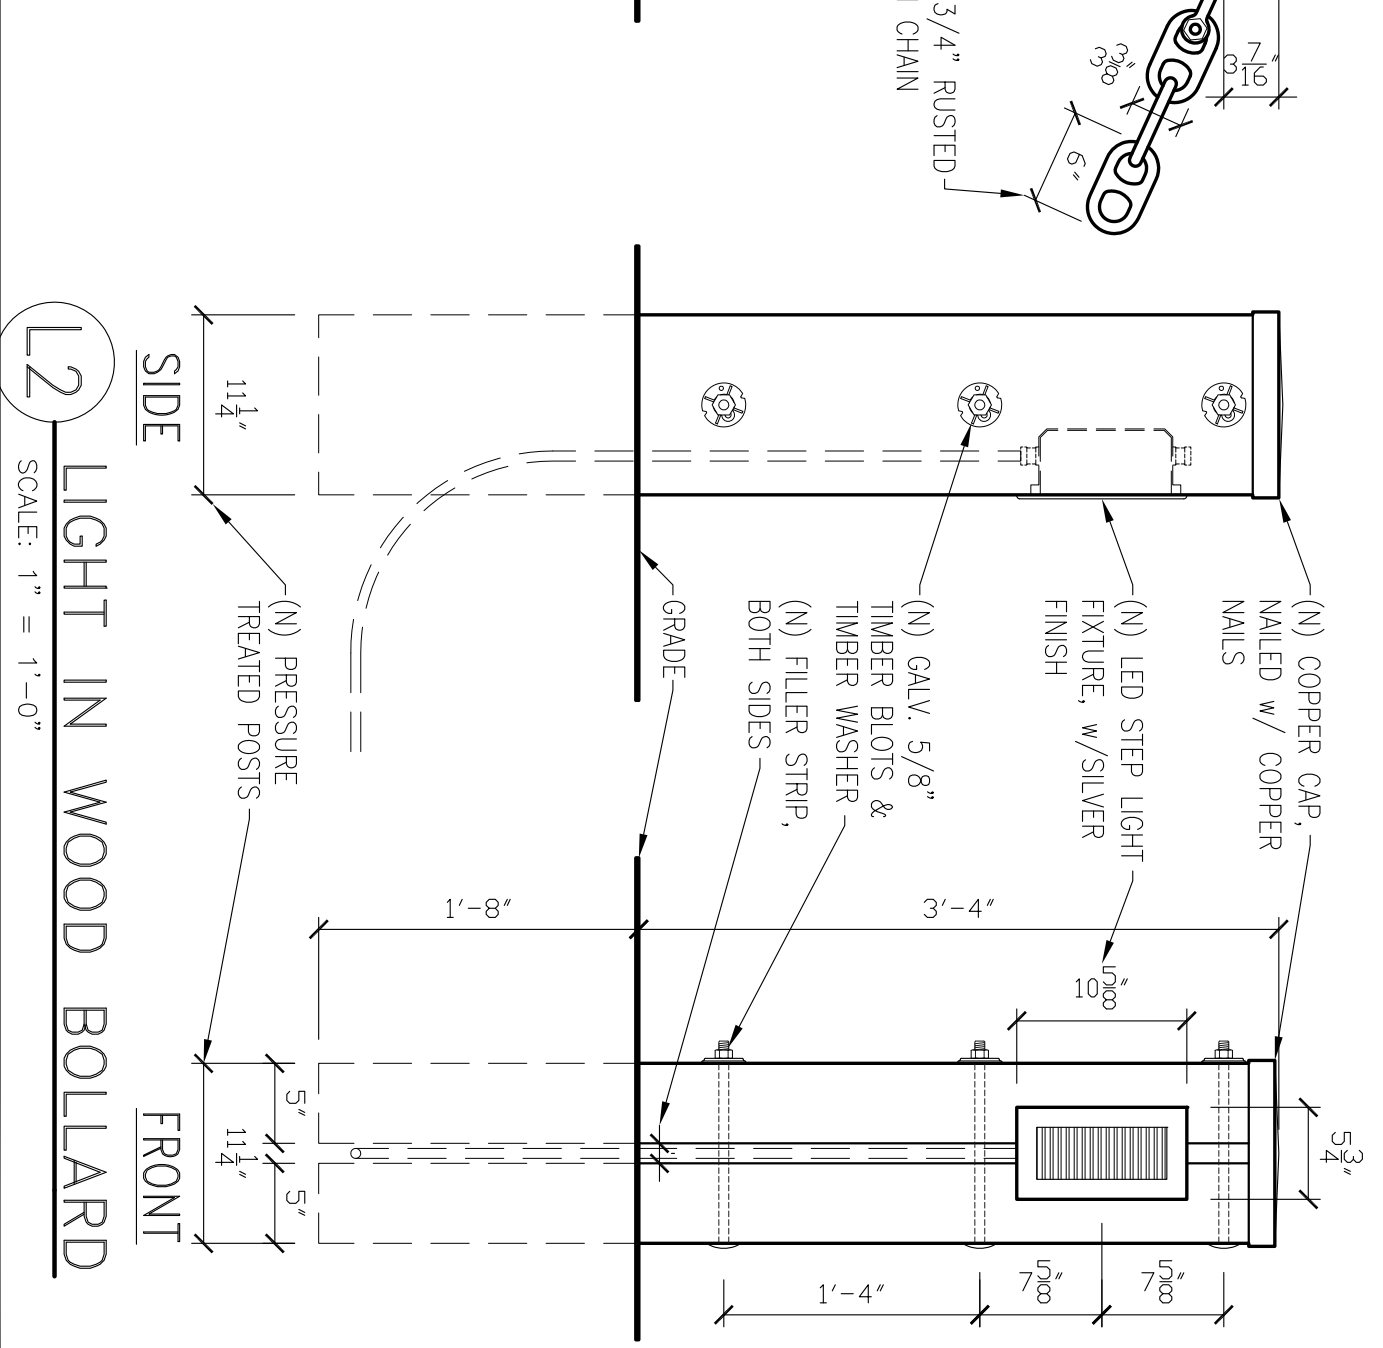 3/4" RUSTED
CHAIN
3 3/8"
3 7/16"
6"
(N) COPPER CAP,
NAILED w/ COPPER
NAILS
(N) LED STEP LIGHT
FIXTURE, w/SILVER
FINISH
(N) GALV. 5/8"
TIMBER BLOTS &
TIMBER WASHER
(N) FILLER STRIP,
BOTH SIDES
GRADE
(N) PRESSURE
TREATED POSTS
11 1/4"
SIDE
1'-8"
3'-4"
10 5/8"
5 3/4"
5"
5"
11 1/4"
1'-4"
7 5/8"
7 5/8"
FRONT
L2
LIGHT IN WOOD BOLLARD
SCALE: 1" = 1'-0"